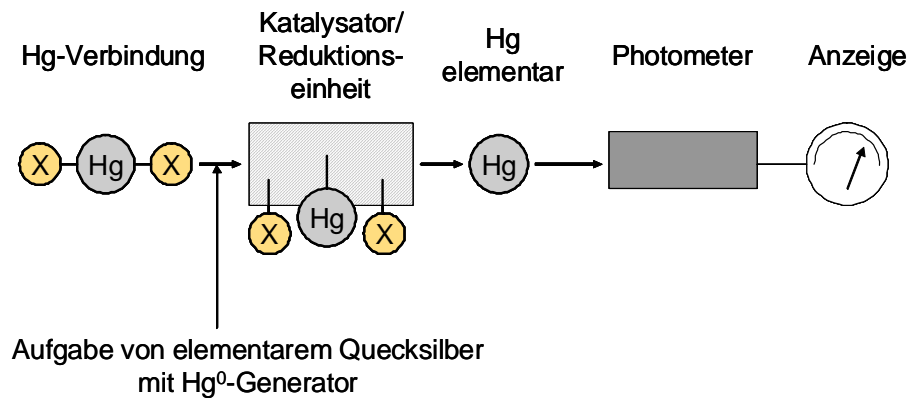 Hg-Verbindung
Katalysator/
Reduktions-
einheit
Hg
elementar
Photometer
Anzeige
X
Hg
X
X
Hg
X
Hg
Aufgabe von elementarem Quecksilber
mit Hg⁰-Generator